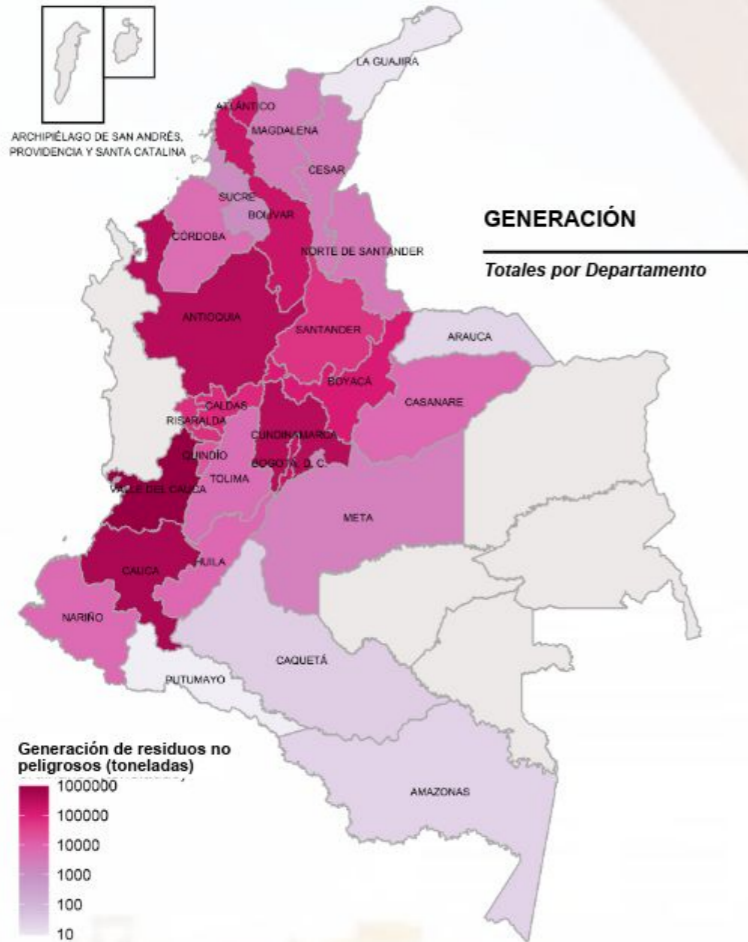 ARCHIPIÉLAGO DE SAN ANDRÉS,
PROVIDENCIA Y SANTA CATALINA
LA GUAJIRA
ATLÁNTICO
MAGDALENA
CESAR
SUCRE
BOLÍVAR
CÓRDOBA
NORTE DE SANTANDER
GENERACIÓN
Totales por Departamento
ANTIOQUIA
SANTANDER
ARAUCA
BOYACÁ
CASANARE
CALDAS
RISARALDA
CUNDINAMARCA
QUINDÍO
BOGOTÁ, D. C.
TOLIMA
VALLE DEL CAUCA
META
HUILA
CAUCA
NARIÑO
CAQUETÁ
PUTUMAYO
AMAZONAS
Generación de residuos no
peligrosos (toneladas)
1000000
100000
10000
1000
100
10